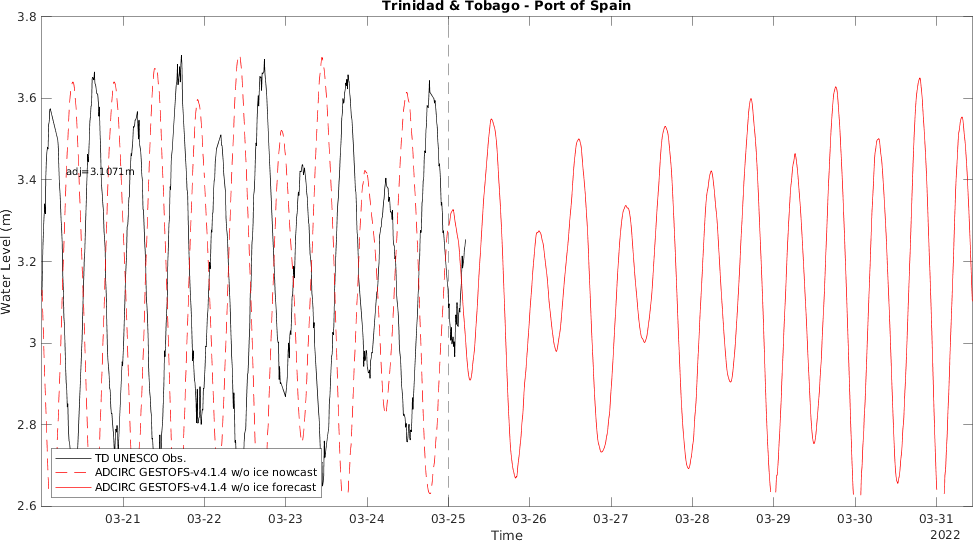 Trinidad & Tobago - Port of Spain
3.8
3.6
3.4
3.2
3
2.8
2.6
Water Level (m)
adj=3.1071m
TD UNESCO Obs.
ADCIRC GESTOFS-v4.1.4 w/o ice nowcast
ADCIRC GESTOFS-v4.1.4 w/o ice forecast
03-21 03-22 03-23 03-24 03-25 03-26 03-27 03-28 03-29 03-30 03-31
Time
2022